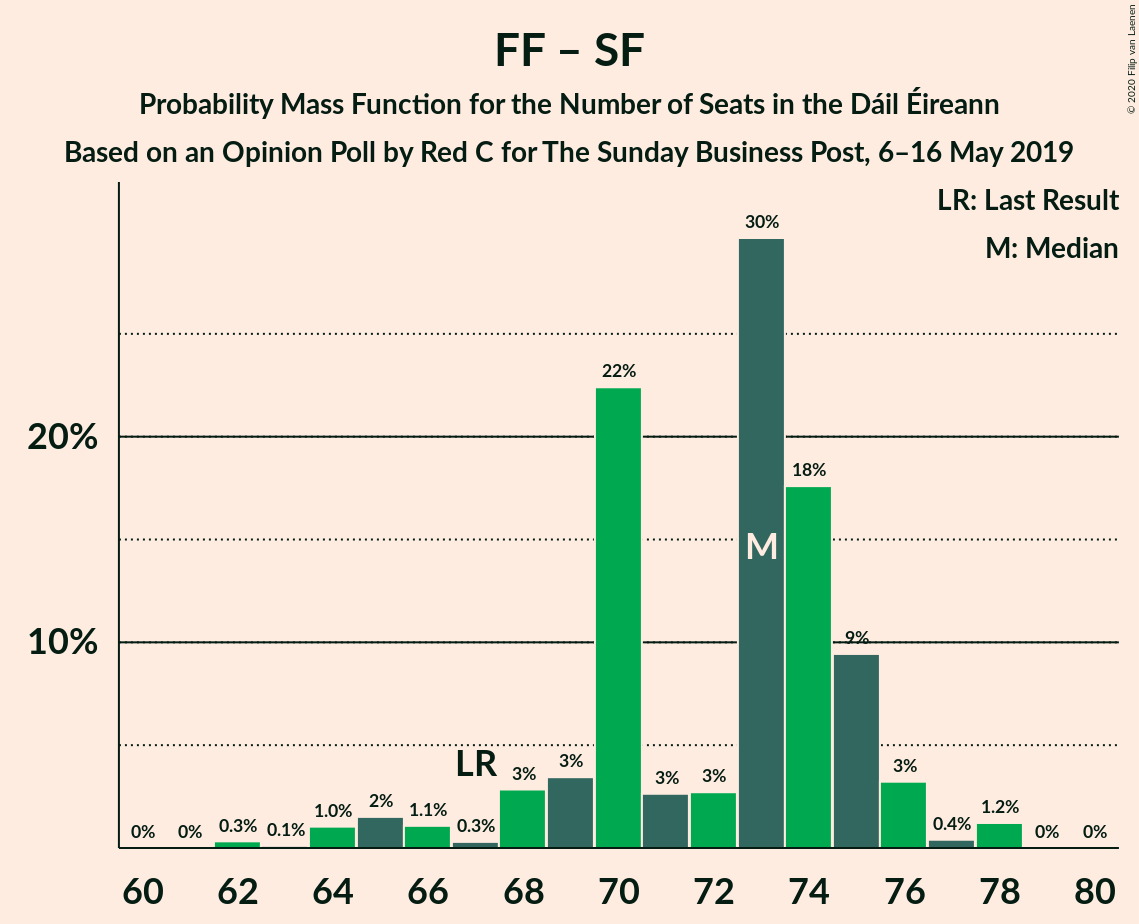 FF – SF
Probability Mass Function for the Number of Seats in the Dáil Éireann
Based on an Opinion Poll by Red C for The Sunday Business Post, 6–16 May 2019
© 2020 Filip van Laenen
LR: Last Result
M: Median
20%
10%
0%
0%
0.3%
0.1%
1.0%
2%
1.1%
0.3%
LR
3%
3%
22%
3%
3%
30%
M
18%
9%
3%
0.4%
1.2%
0%
0%
60 62 64 66 68 70 72 74 76 78 80